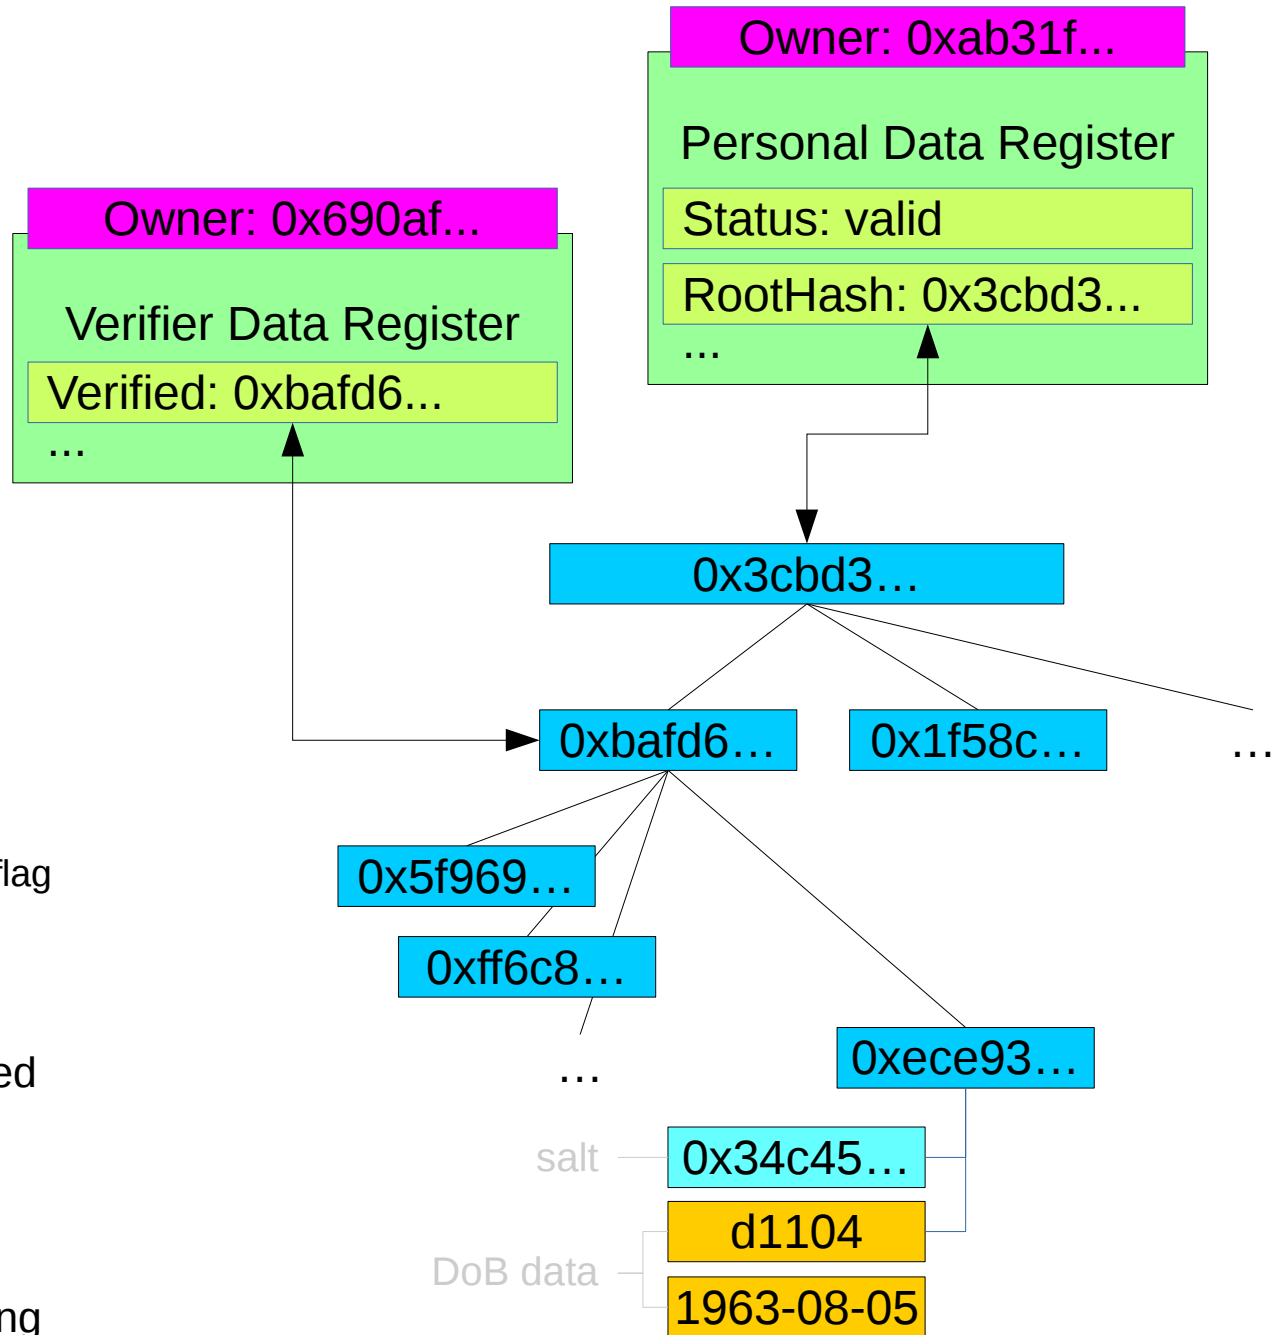 Owner: 0xab31f...
Personal Data Register
Status: valid
RootHash: 0x3cbd3...
...
Owner: 0x690af...
Verifier Data Register
Verified: 0xbafd6...
...
0x3cbd3…
0xbafd6…
0x1f58c…
…
flag
0x5f969…
0xff6c8…
…
0xece93…
ed
salt
0x34c45…
d1104
DoB data
1963-08-05
ng